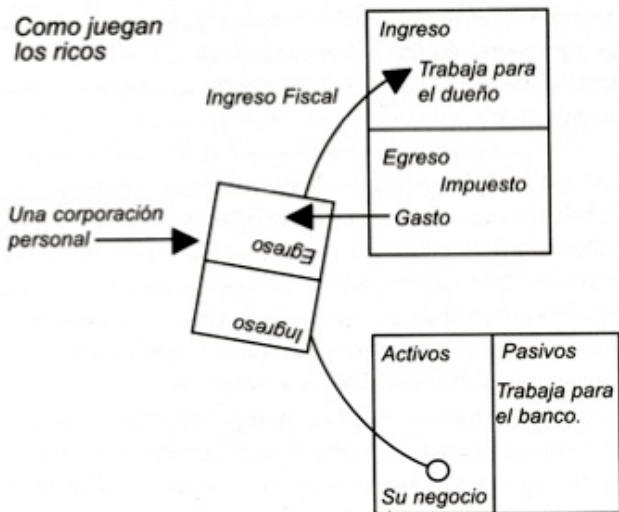 Como juegan
los ricos
Ingreso
Trabaja para
el dueño
Ingreso Fiscal
Egreso
Impuesto
Gasto
Una corporación
personal
Egreso
Ingreso
Activos
Pasivos
Trabaja para
el banco.
Su negocio